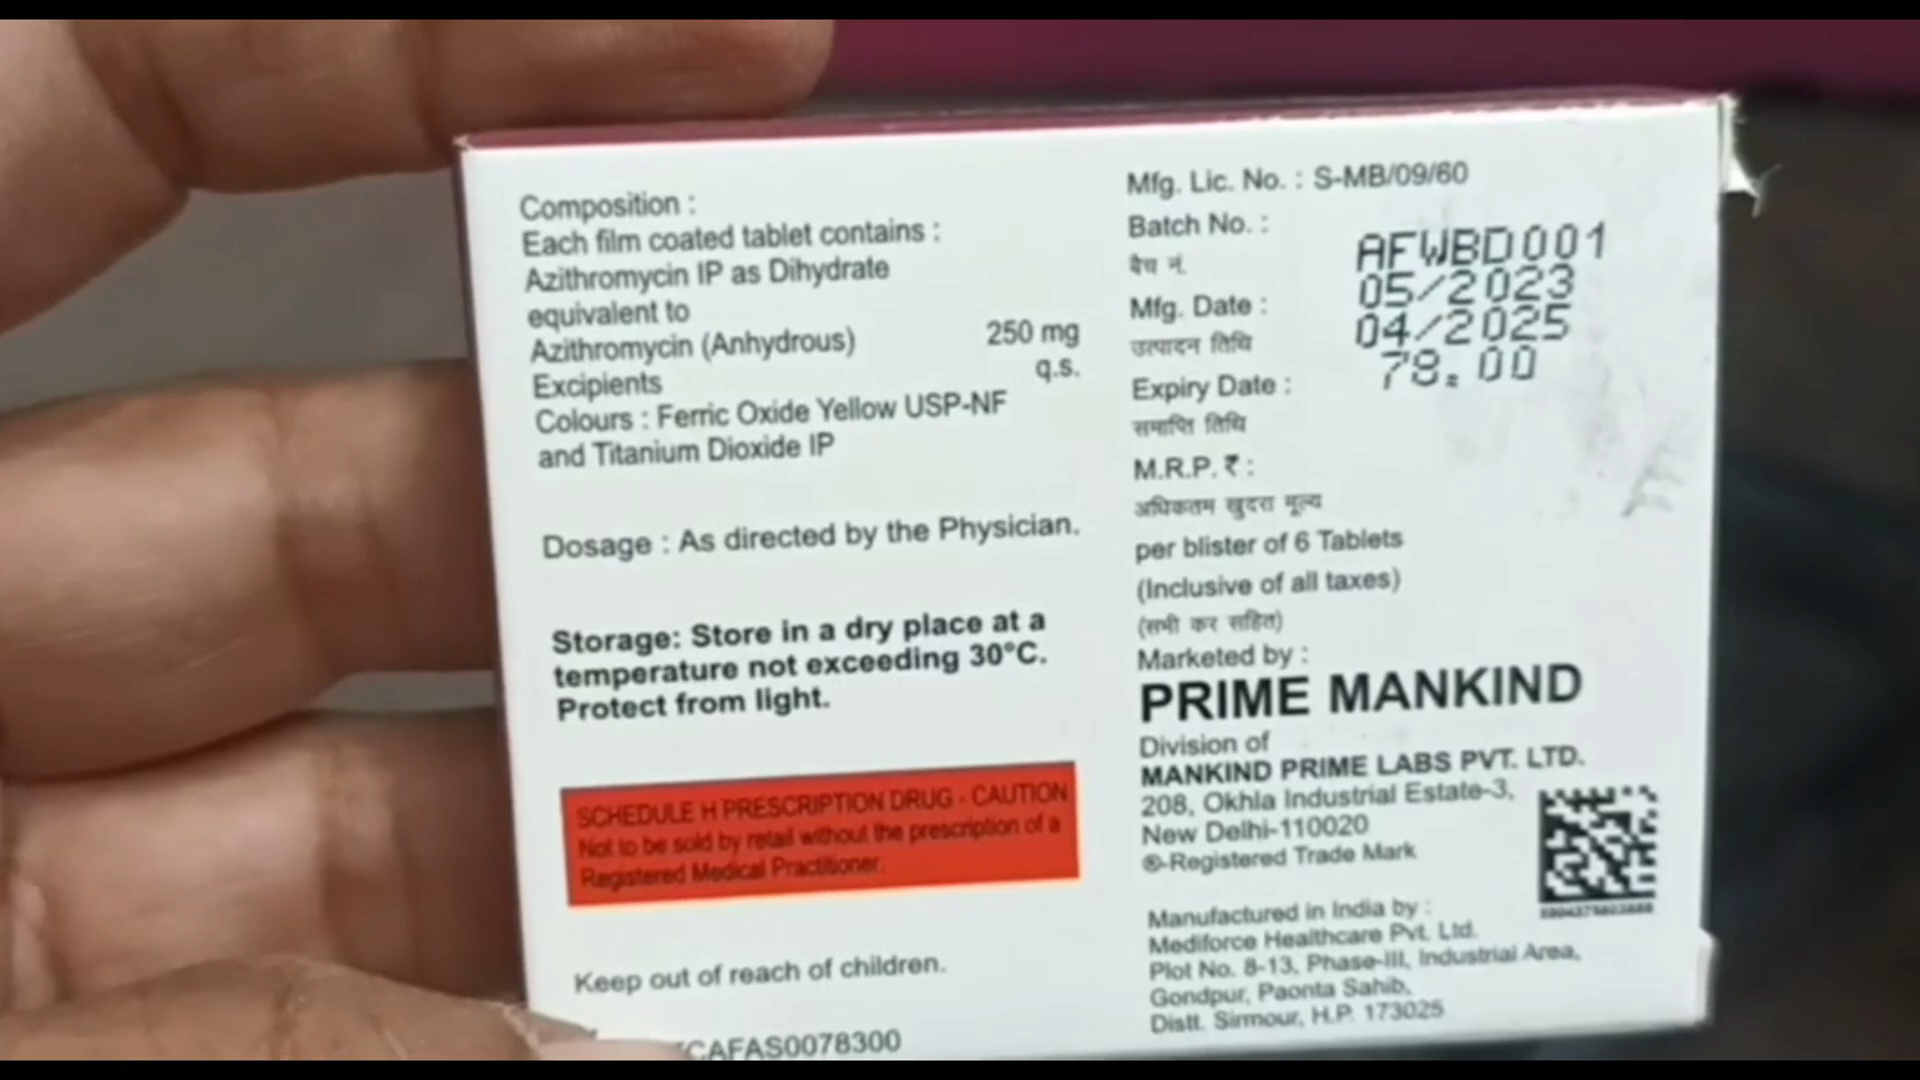 Composition :
Each film coated tablet contains :
Azithromycin IP as Dihydrate
equivalent to
Azithromycin (Anhydrous) 250 mg
Excipients q.s.
Colours : Ferric Oxide Yellow USP-NF
and Titanium Dioxide IP
Dosage : As directed by the Physician.
Storage: Store in a dry place at a
temperature not exceeding 30°C.
Protect from light.
SCHEDULE H PRESCRIPTION DRUG - CAUTION
Not to be sold by retail without the prescription of a
Registered Medical Practitioner.
Keep out of reach of children.
CAFAS0078300
Mfg. Lic. No. : S-MB/09/60
Batch No. :
बैच नं.
AFWBD001
Mfg. Date :
उत्पादन तिथि
05/2023
Expiry Date :
समाप्ति तिथि
04/2025
M.R.P. ₹ :
अधिकतम खुदरा मूल्य
78.00
per blister of 6 Tablets
(Inclusive of all taxes)
(सभी कर सहित)
Marketed by :
PRIME MANKIND
Division of
MANKIND PRIME LABS PVT. LTD.
208, Okhla Industrial Estate-3,
New Delhi-110020
®-Registered Trade Mark
Manufactured in India by :
Mediforce Healthcare Pvt. Ltd.
Plot No. 8-13, Phase-III, Industrial Area,
Gondpur, Paonta Sahib,
Distt. Sirmour, H.P. 173025